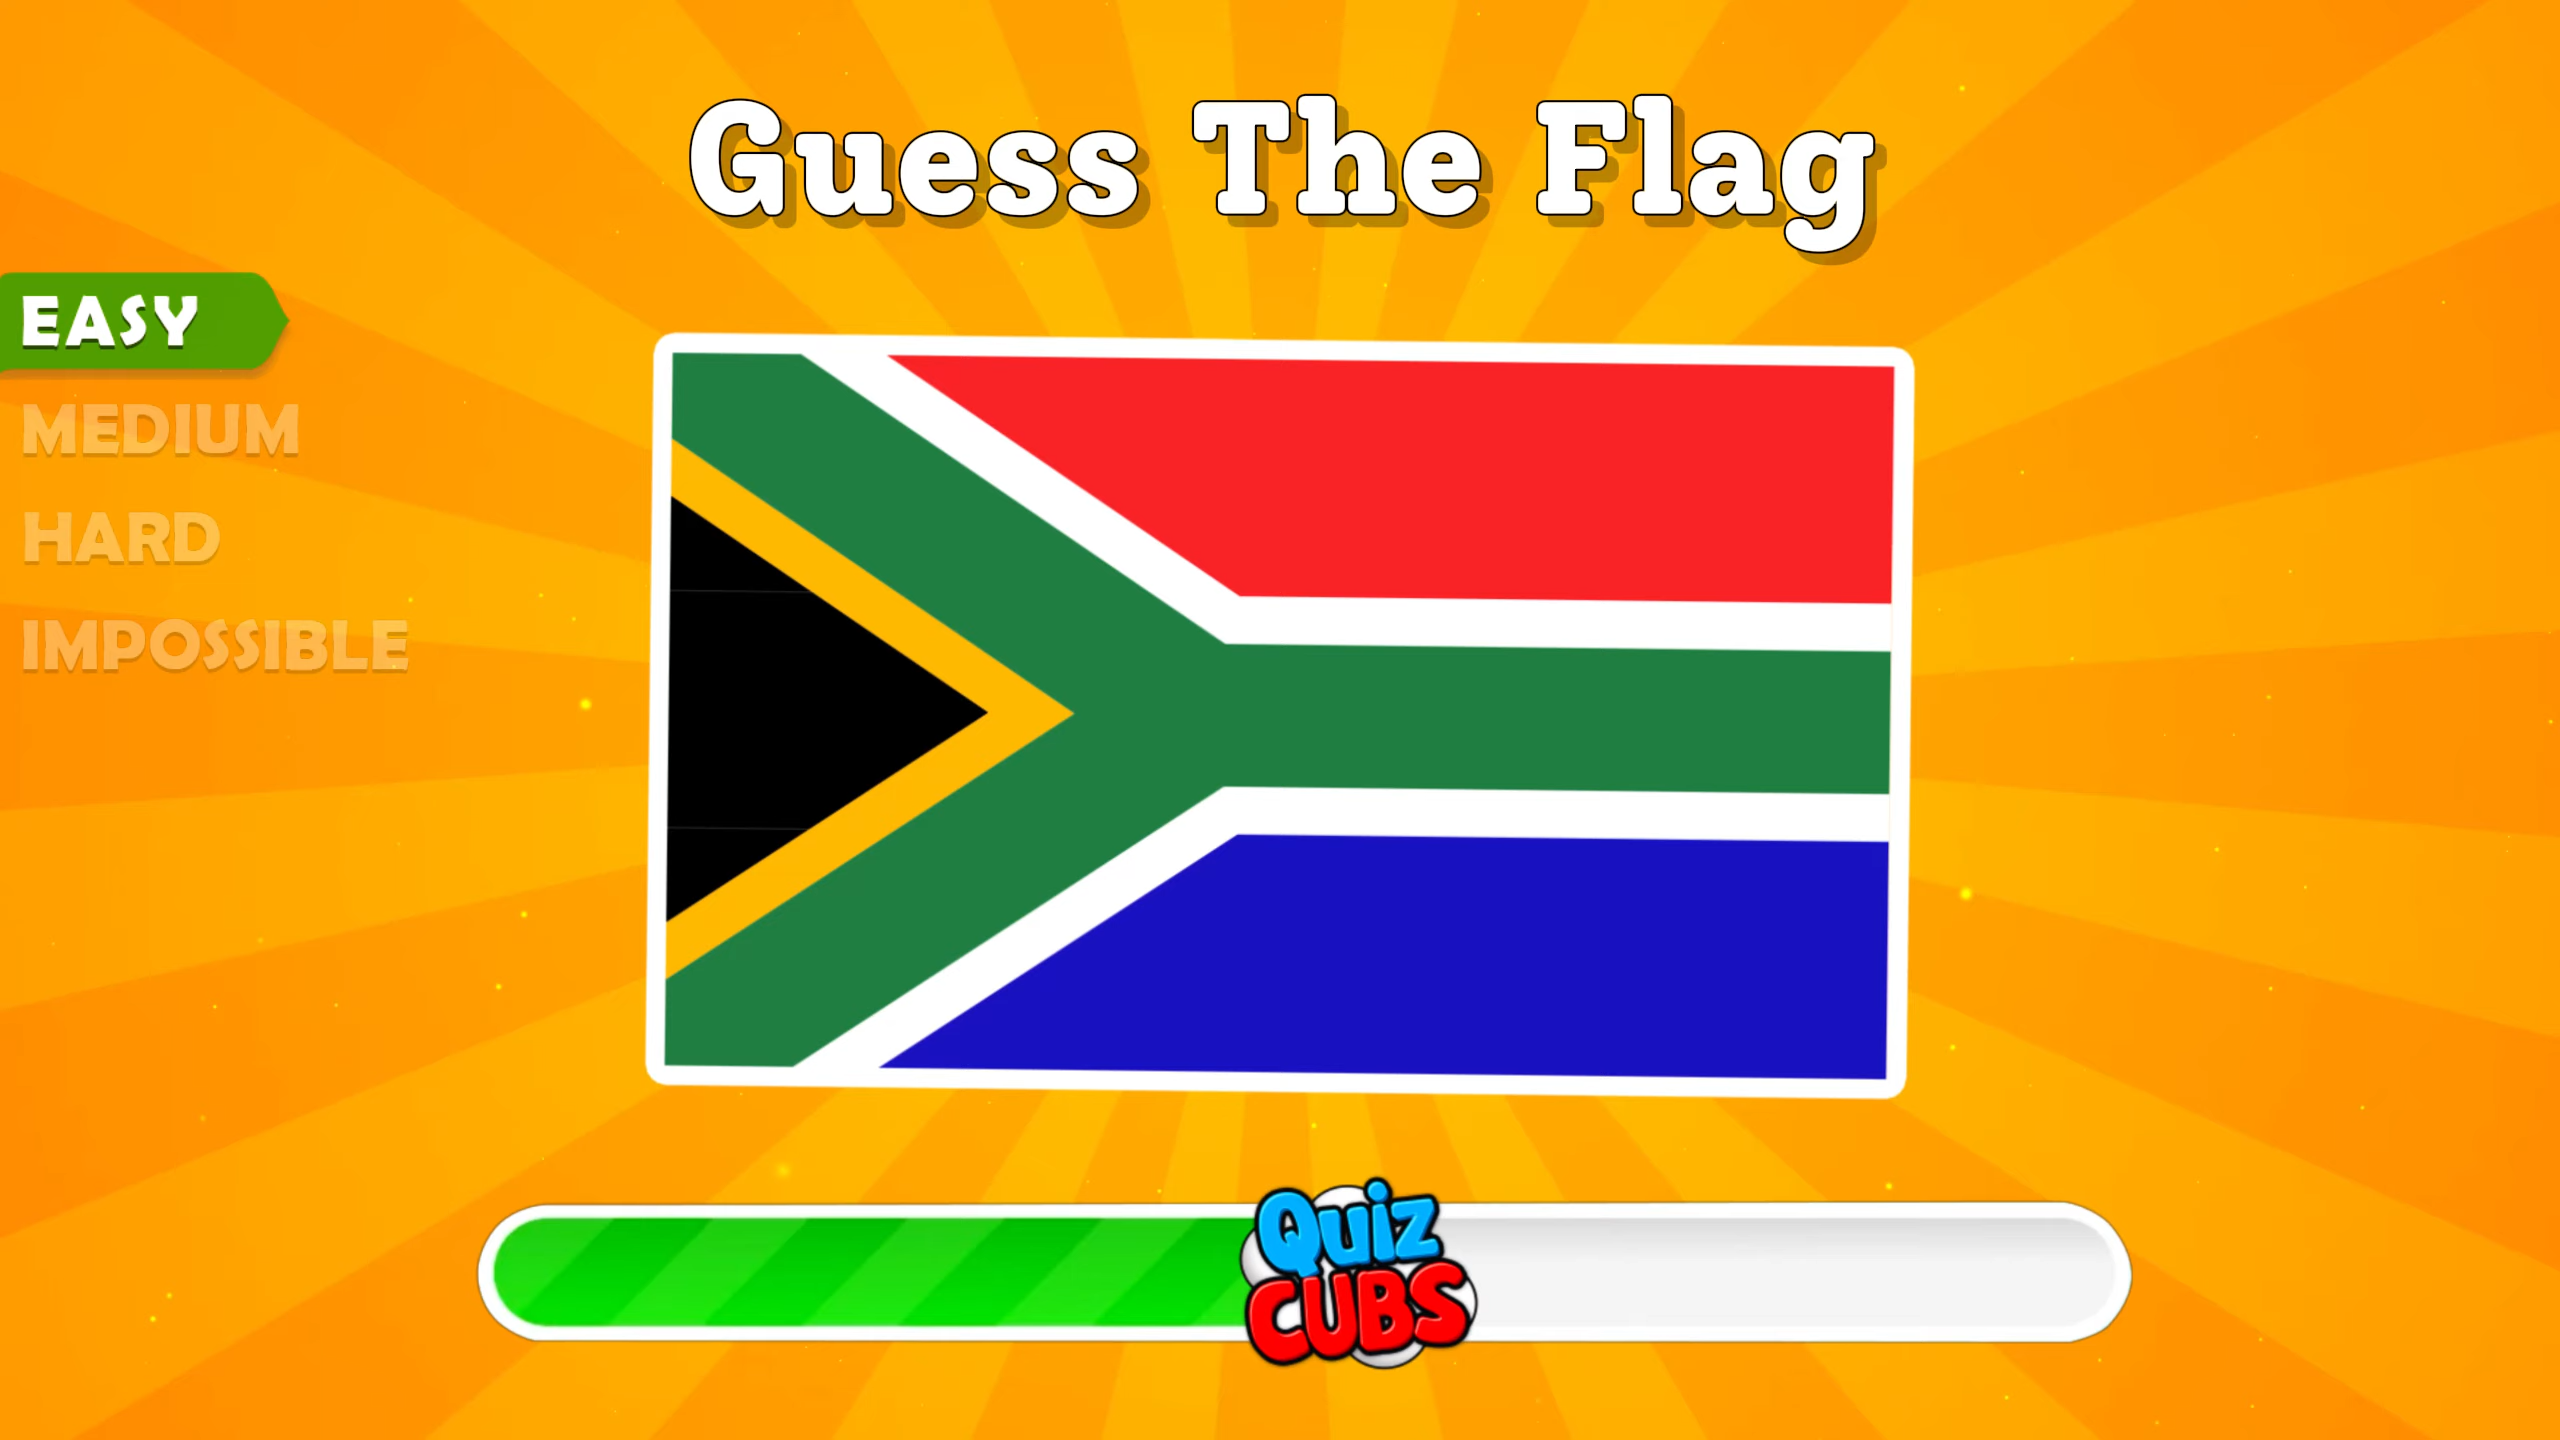 Guess The Flag
EASY
MEDIUM
HARD
IMPOSSIBLE
Quiz
CUBS